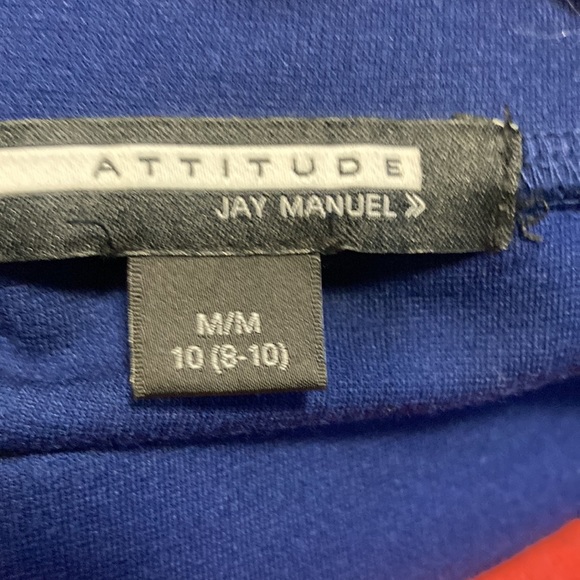 ATTITUDE
JAY MANUEL »
M/M
10 (8-10)